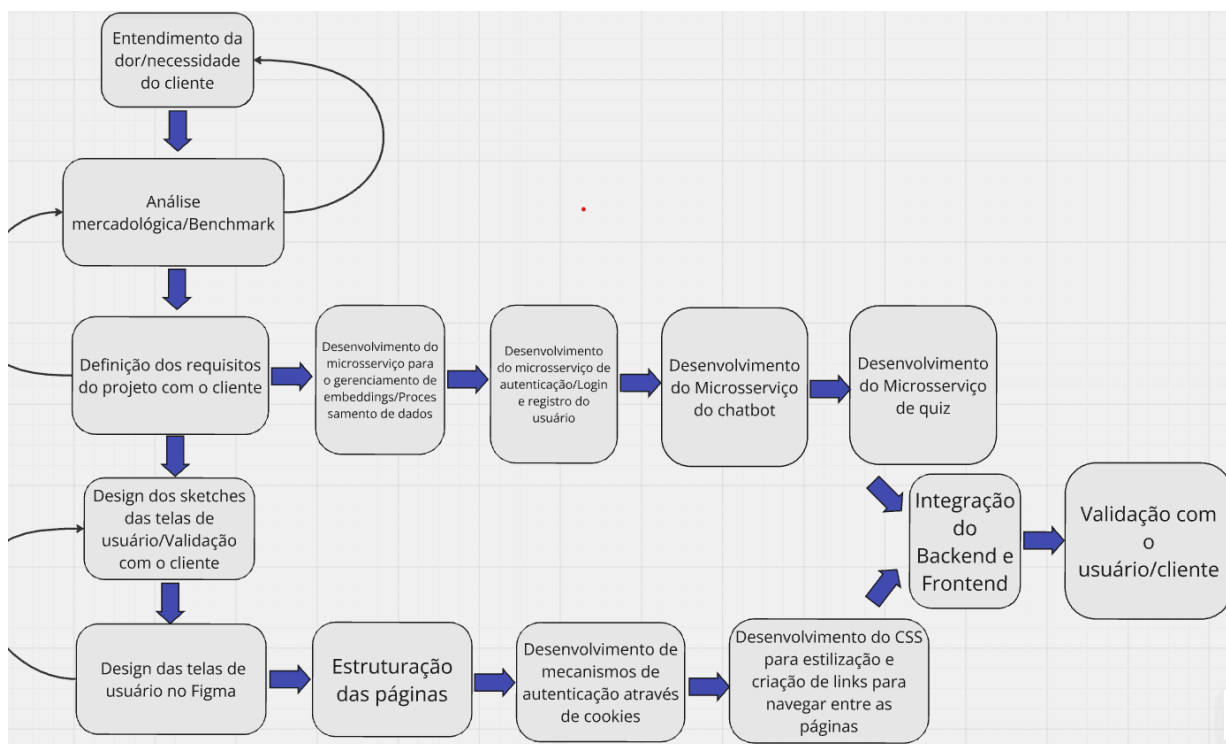 Entendimento da
dor/necessidade
do cliente
Análise
mercadológica/Benchmark
Definição dos requisitos
do projeto com o cliente
Desenvolvimento do
microsserviço para
o gerenciamento de
embeddings/Proces
samento de dados
Desenvolvimento
do microsserviço de
autenticação/Login
e registro do
usuário
Desenvolvimento
do Microsserviço
do chatbot
Desenvolvimento
do Microsserviço
de quiz
Design dos sketches
das telas de
usuário/Validação
com o cliente
Design das telas de
usuário no Figma
Estruturação
das páginas
Desenvolvimento de
mecanismos de
autenticação através
de cookies
Desenvolvimento do CSS
para estilização e
criação de links para
navegar entre as
páginas
Integração
do
Backend e
Frontend
Validação com
o
usuário/cliente